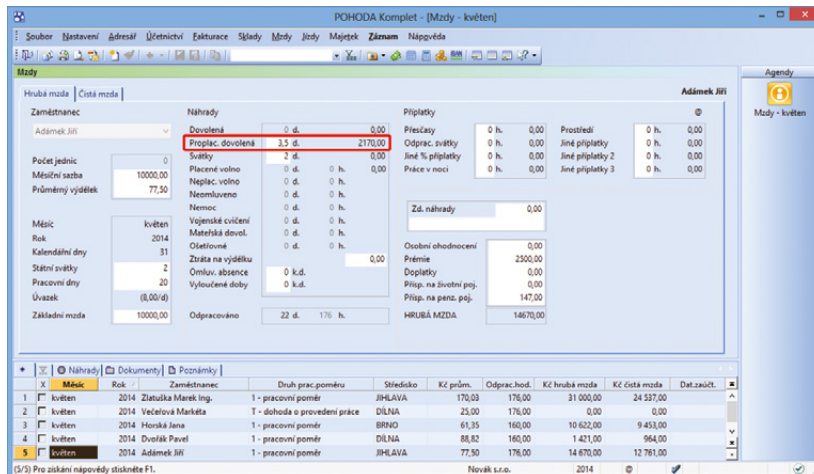 POHODA Komplet - [Mzdy - květen]
Soubor Nastavení Adresář Účetnictví Fakturace Sklady Mzdy Jízdy Majetek Záznam Nápověda
Mzdy
Agendy
Hrubá mzda Čistá mzda Adámek Jiří
Mzdy - květen
Zaměstnanec Náhrady Příplatky
Adámek Jiří Dovolená 0 d. 0,00 Přesčasy 0 h. 0,00 Prostředí 0 h. 0,00
Proplac. dovolená 3,5 d. 2170,00 Odprac. svátky 0 h. 0,00 Jiné příplatky 0 h. 0,00
Počet jednic 0 Svátky 2 d. 0,00 Jiné % příplatky 0 h. 0,00 Jiné příplatky 2 0 h. 0,00
Měsíční sazba 10000,00 Placené volno 0 d. 0 h. 0,00 Práce v noci 0 h. 0,00 Jiné příplatky 3 0 h. 0,00
Průměrný výdělek 77,50 Neplac. volno 0 d. 0 h.
Neomluveno 0 d. 0 h.
Nemoc 0 d. 0 h. Zd. náhrady 0,00
Měsíc květen Vojenské cvičení 0 d. 0 h.
Rok 2014 Mateřská dovol. 0 d. 0 h.
Kalendářní dny 31 Ošetřovné 0 d. 0 h. Osobní ohodnocení 0,00
Státní svátky 2 Ztráta na výdělku 0,00 Prémie 2500,00
Pracovní dny 20 Omluv. absence 0 k.d. Doplatky 0,00
Úvazek (8,00/d) Vyloučené doby 0 k.d. Přísp. na životní poj. 0,00
Přísp. na penz. poj. 147,00
Základní mzda 10000,00 Odpracováno 22 d. 176 h. HRUBÁ MZDA 14670,00
Náhrady Dokumenty Poznámky
X Měsíc Rok Zaměstnanec Druh prac.poměru Středisko Kč prům. Odprac.hod. Kč hrubá mzda Kč čistá mzda Dat.zaúčt.
1 květen 2014 Zlatuška Marek Ing. 1 - pracovní poměr JIHLAVA 170,03 176,00 31 000,00 24 537,00
2 květen 2014 Večeřová Markéta T - dohoda o provedení práce DÍLNA 25,00 176,00 0,00 0,00
3 květen 2014 Horská Jana 1 - pracovní poměr BRNO 61,35 160,00 10 622,00 9 453,00
4 květen 2014 Dvořák Pavel 1 - pracovní poměr DÍLNA 88,82 160,00 1 421,00 964,00
5 květen 2014 Adámek Jiří 1 - pracovní poměr JIHLAVA 77,50 176,00 14 670,00 12 761,00
(5/5) Pro získání nápovědy stiskněte F1. Novák s.r.o. 2014